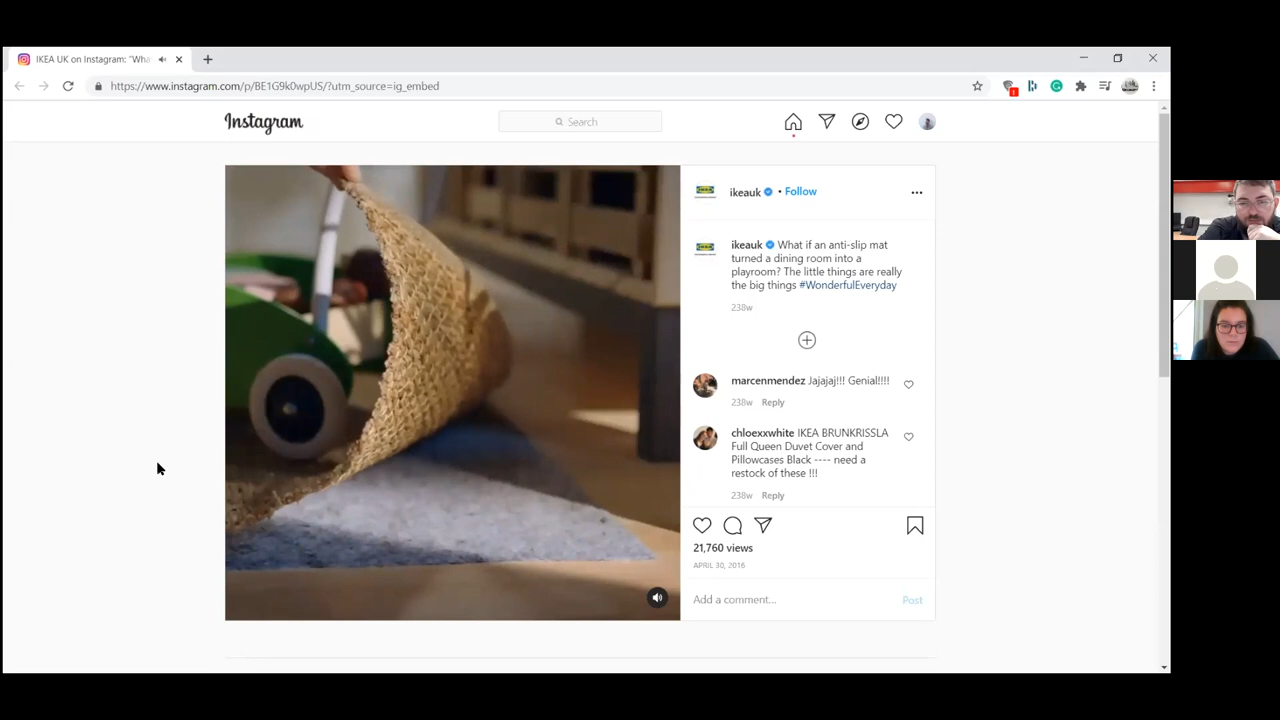 IKEA UK on Instagram: "Wha
https://www.instagram.com/p/BE1G9k0wpUS/?utm_source=ig_embed
1
Instagram
Search
ikeauk • Follow
ikeauk What if an anti-slip mat
turned a dining room into a
playroom? The little things are really
the big things #WonderfulEveryday
238w
marcenmendez Jajajaj!!! Genial!!!!
238w Reply
chloexxwhite IKEA BRUNKRISSLA
Full Queen Duvet Cover and
Pillowcases Black ---- need a
restock of these !!!
238w Reply
21,760 views
APRIL 30, 2016
Add a comment... Post